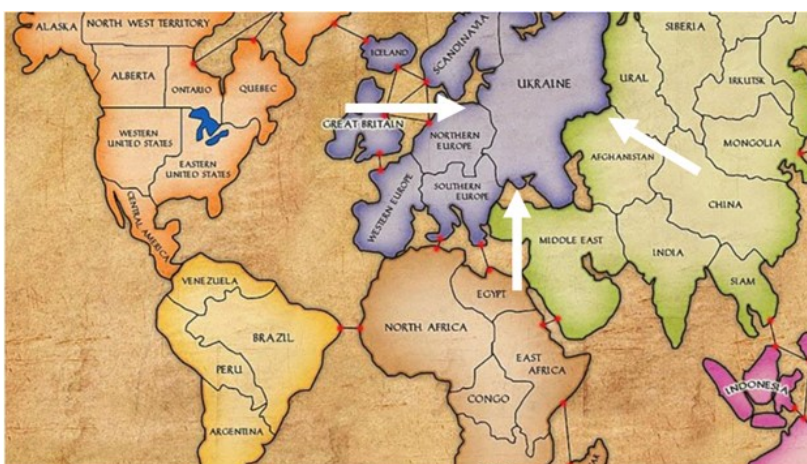 ALASKA
NORTH WEST TERRITORY
ICELAND
SCANDINAVIA
UKRAINE
SIBERIA
URAL
IRKUTSK
ALBERTA
ONTARIO
QUEBEC
GREAT BRITAIN
NORTHERN
EUROPE
MONGOLIA
WESTERN
UNITED STATES
EASTERN
UNITED STATES
AFGHANISTAN
SOUTHERN
EUROPE
WESTERN EUROPE
CHINA
CENTRAL AMERICA
MIDDLE EAST
INDIA
SIAM
VENEZUELA
EGYPT
BRAZIL
NORTH AFRICA
EAST
AFRICA
PERU
CONGO
INDONESIA
ARGENTINA